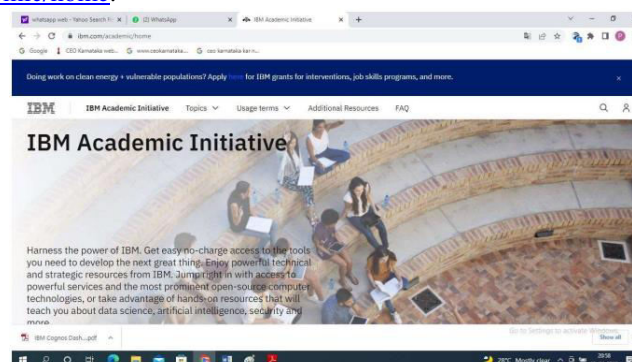 mic/home.
whatsapp web - Yahoo Search R
(2) WhatsApp
IBM Academic Initiative
ibm.com/academic/home
Google
CEO Karnataka web...
www.ceokarnataka...
ceo karnataka kar n...
Doing work on clean energy + vulnerable populations? Apply here for IBM grants for interventions, job skills programs, and more.
IBM
IBM Academic Initiative
Topics
Usage terms
Additional Resources
FAQ
IBM Academic Initiative
Harness the power of IBM. Get easy no-charge access to the tools
you need to develop the next great thing. Enjoy powerful technical
and strategic resources from IBM. Jump right in with access to
powerful services and the most prominent open-source computer
technologies, or take advantage of hands-on resources that will
teach you about data science, artificial intelligence, security and
more.
Go to Settings to activate Windows.
IBM Cognos Dash....pdf
Show all
28°C Mostly clear
20:58